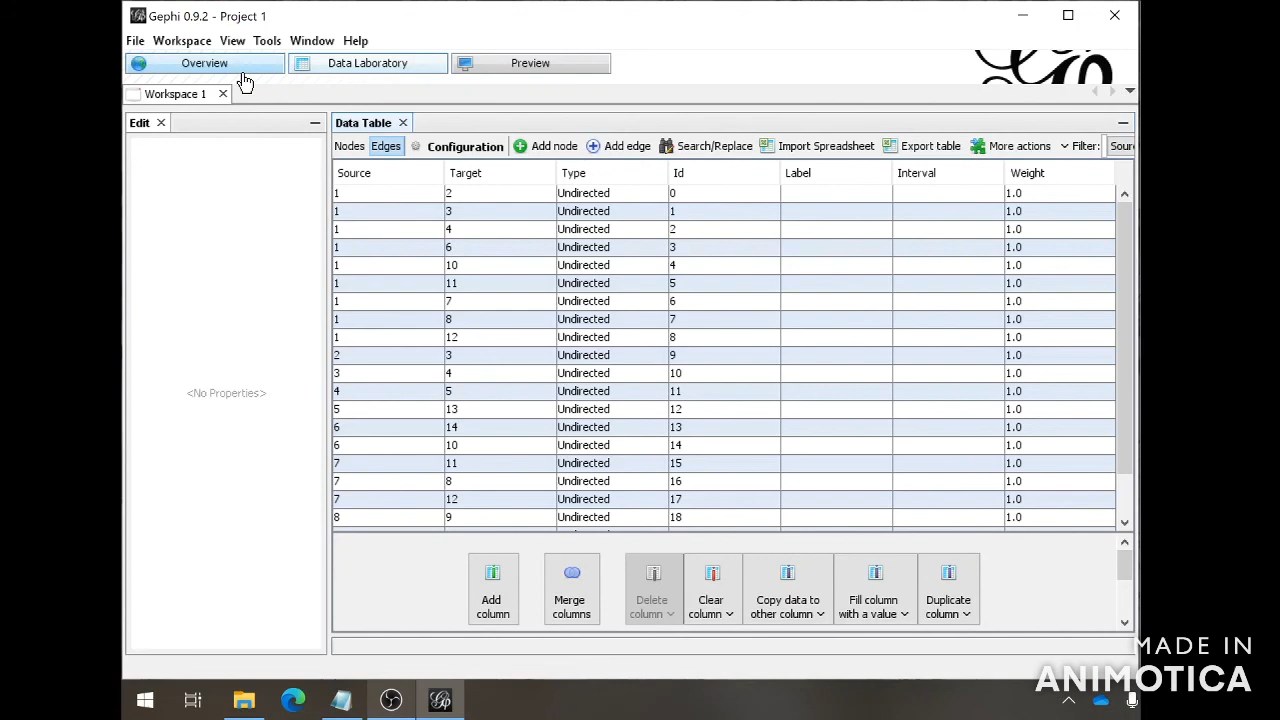 Gephi 0.9.2 - Project 1
File Workspace View Tools Window Help
Overview Data Laboratory Preview
Workspace 1
Edit
Data Table
Nodes Edges Configuration Add node Add edge Search/Replace Import Spreadsheet Export table More actions Filter: Sourc
Source Target Type Id Label Interval Weight
1 2 Undirected 0 1.0
1 3 Undirected 1 1.0
1 4 Undirected 2 1.0
1 6 Undirected 3 1.0
1 10 Undirected 4 1.0
1 11 Undirected 5 1.0
1 7 Undirected 6 1.0
1 8 Undirected 7 1.0
1 12 Undirected 8 1.0
2 3 Undirected 9 1.0
3 4 Undirected 10 1.0
4 5 Undirected 11 1.0
5 13 Undirected 12 1.0
6 14 Undirected 13 1.0
6 10 Undirected 14 1.0
7 11 Undirected 15 1.0
7 8 Undirected 16 1.0
7 12 Undirected 17 1.0
8 9 Undirected 18 1.0
<No Properties>
Add column
Merge columns
Delete column
Clear column
Copy data to other column
Fill column with a value
Duplicate column
MADE IN
ANIMOTICA